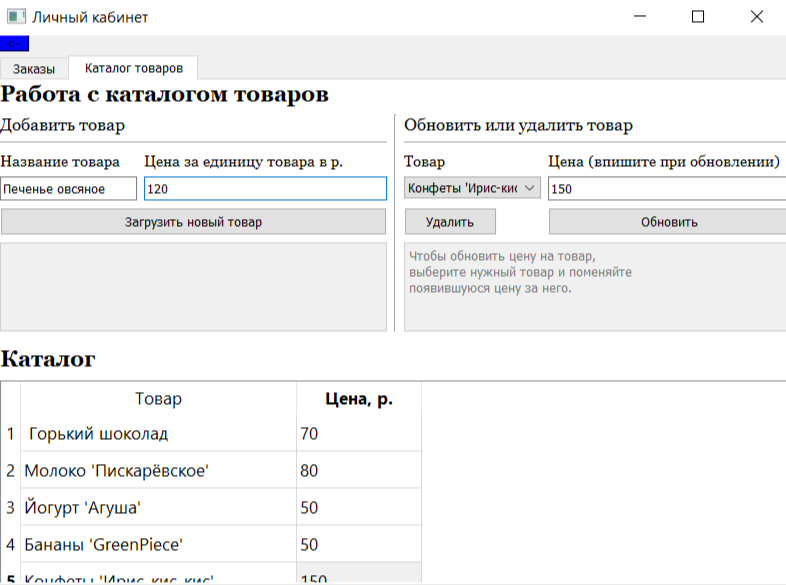 Личный кабинет
<-
Заказы Каталог товаров
Работа с каталогом товаров
Добавить товар Обновить или удалить товар
Название товара Цена за единицу товара в р. Товар Цена (впишите при обновлении)
Печенье овсяное 120 Конфеты 'Ирис-кис 150
Загрузить новый товар Удалить Обновить
Чтобы обновить цену на товар,
выберите нужный товар и поменяйте
появившуюся цену за него.
Каталог
Товар Цена, р.
1 Горький шоколад 70
2 Молоко 'Пискарёвское' 80
3 Йогурт 'Агуша' 50
4 Бананы 'GreenPiece' 50
5 Конфеты 'Ирис-кис-кис' 150